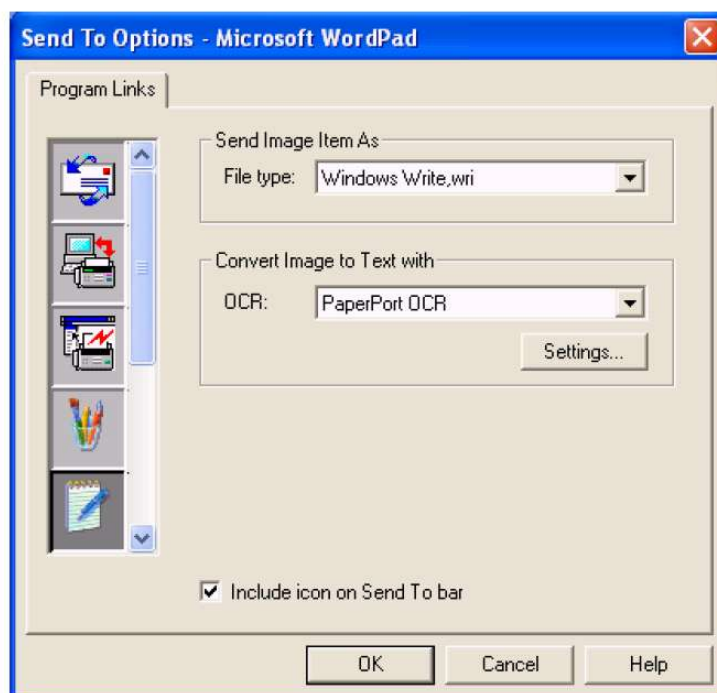 Send To Options - Microsoft WordPad
Program Links
Send Image Item As
File type: Windows Write,wri
Convert Image to Text with
OCR: PaperPort OCR
Settings...
Include icon on Send To bar
OK Cancel Help